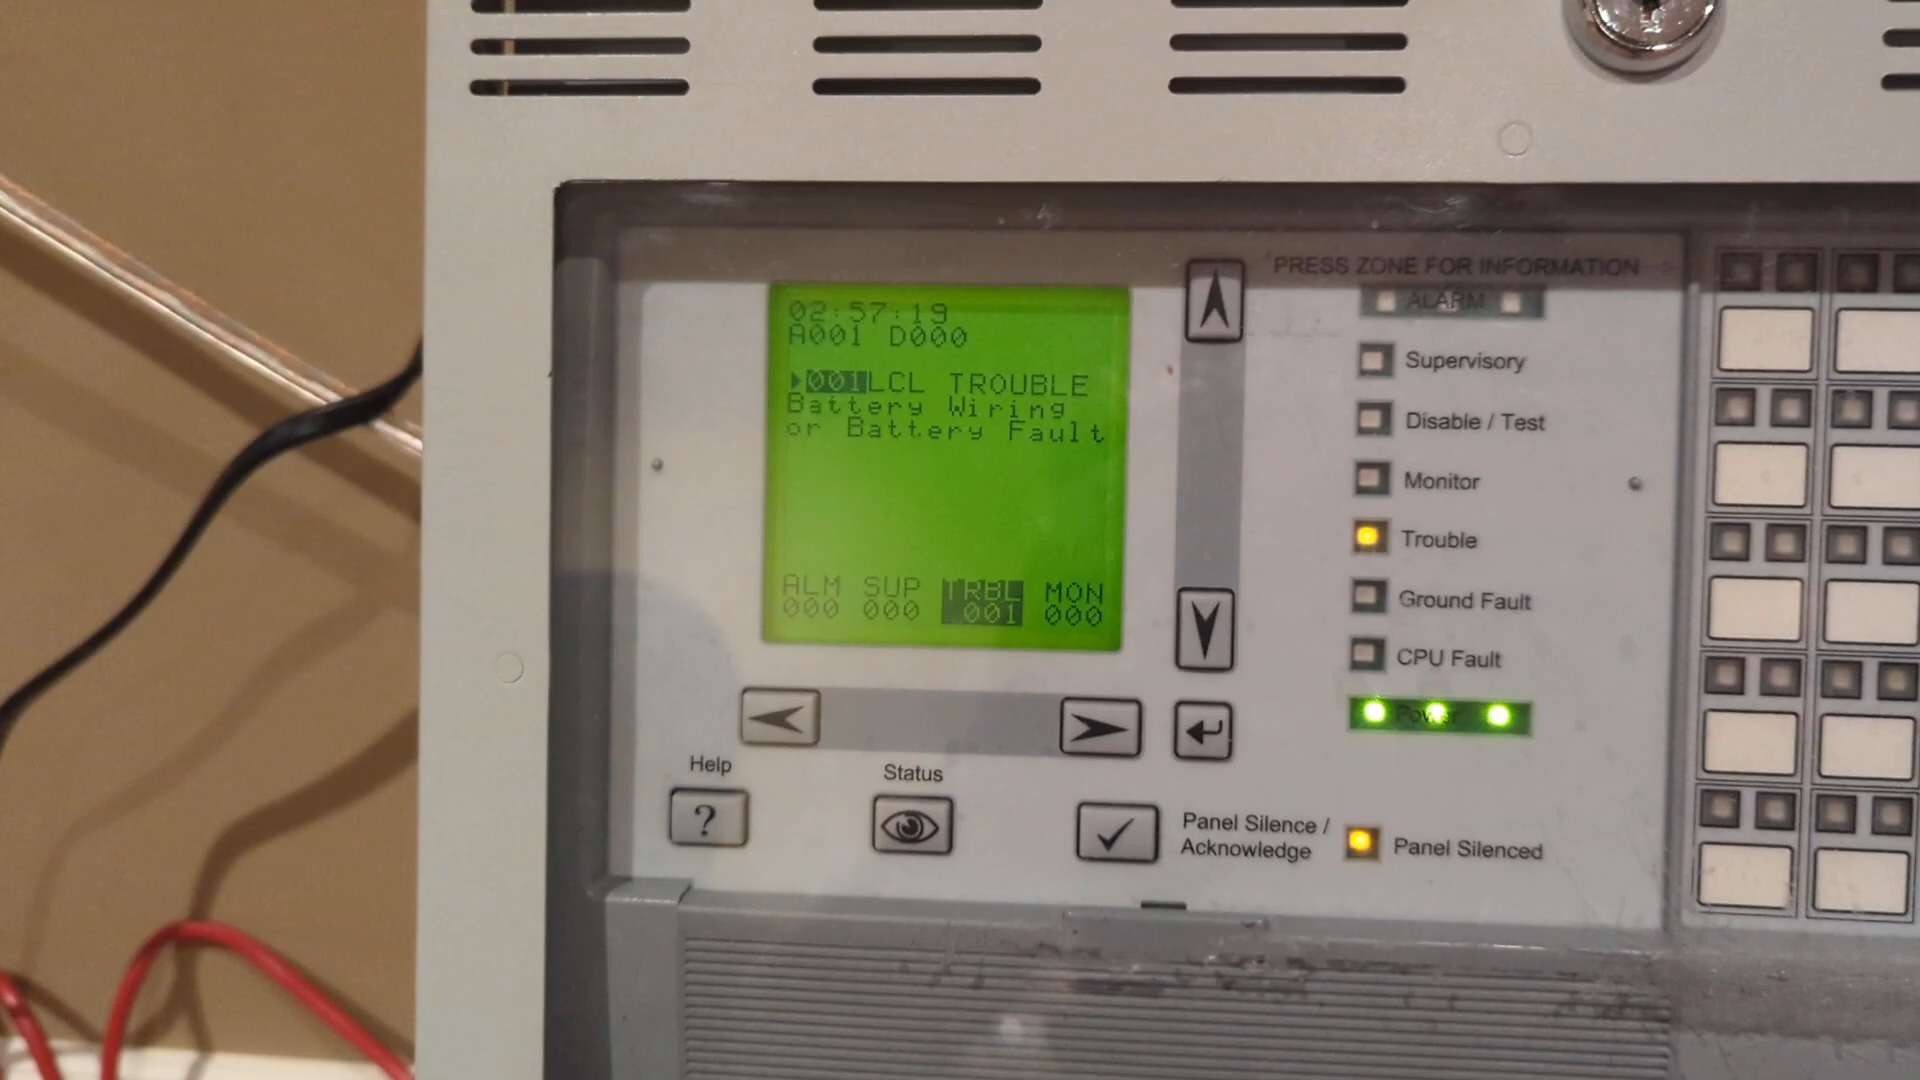 PRESS ZONE FOR INFORMATION
02:57:19
A001 D000
001LCL TROUBLE
Battery Wiring
or Battery Fault
ALM SUP TRBL MON
000 000 001 000
ALARM
Supervisory
Disable / Test
Monitor
Trouble
Ground Fault
CPU Fault
Power
Help
?
Status
Panel Silence /
Acknowledge
Panel Silenced